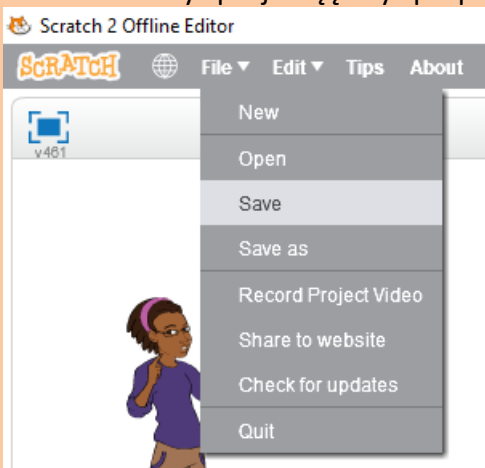 Scratch 2 Offline Editor
SCRATCH File Edit Tips About
v461
New
Open
Save
Save as
Record Project Video
Share to website
Check for updates
Quit